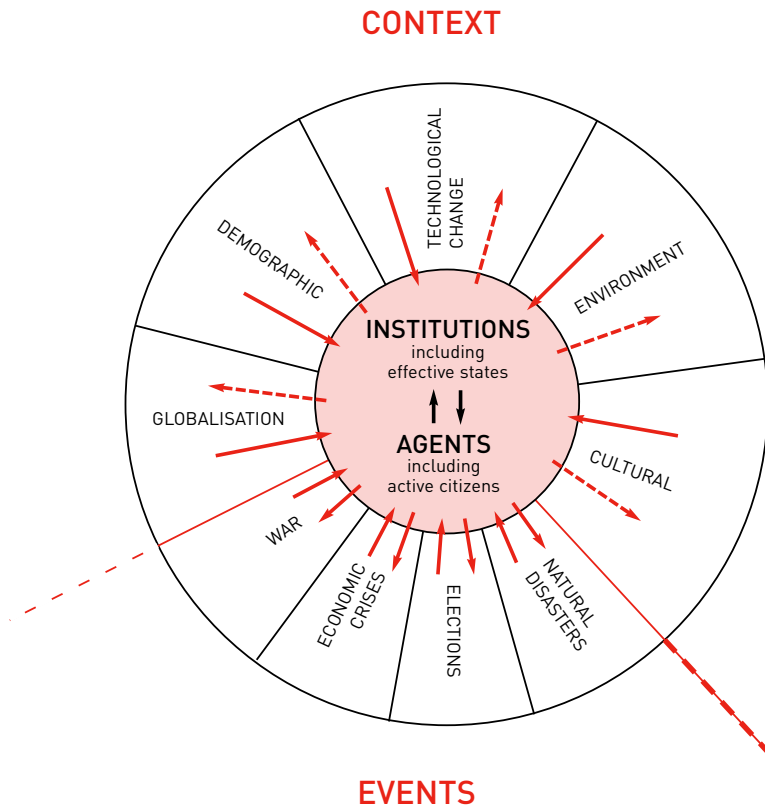 CONTEXT
TECHNOLOGICAL
CHANGE
DEMOGRAPHIC
ENVIRONMENT
INSTITUTIONS
including
effective states
GLOBALISATION
AGENTS
including
active citizens
CULTURAL
WAR
ECONOMIC
CRISES
ELECTIONS
NATURAL
DISASTERS
EVENTS